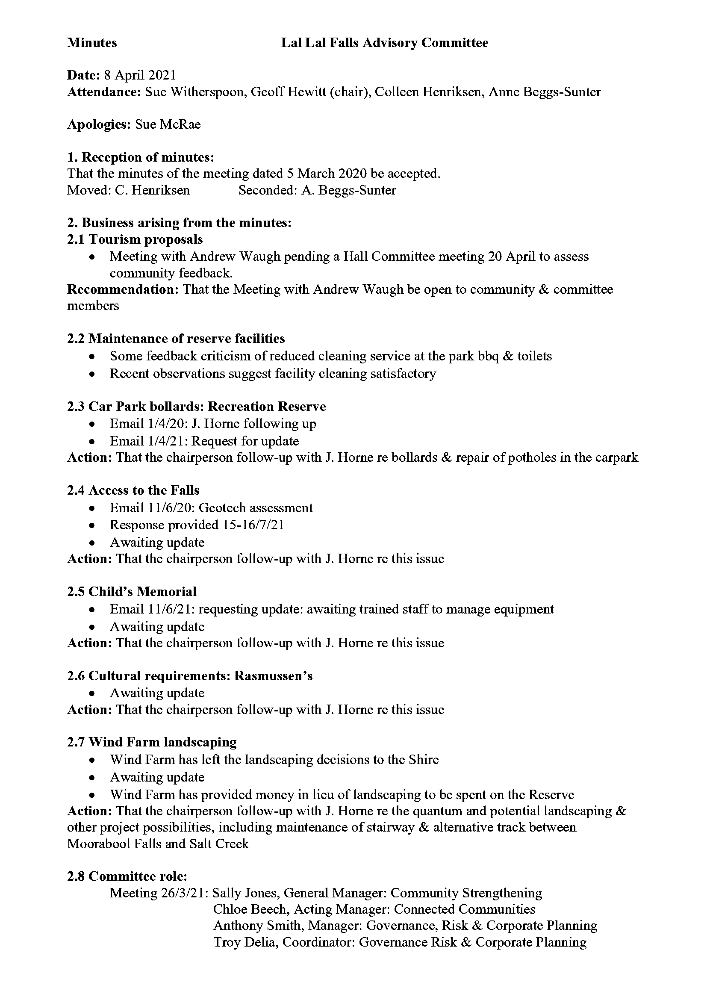 Minutes Lal Lal Falls Advisory Committee
Date: 8 April 2021
Attendance: Sue Witherspoon, Geoff Hewitt (chair), Colleen Henriksen, Anne Beggs-Sunter
Apologies: Sue McRae
1. Reception of minutes:
That the minutes of the meeting dated 5 March 2020 be accepted.
Moved: C. Henriksen Seconded: A. Beggs-Sunter
2. Business arising from the minutes:
2.1 Tourism proposals
• Meeting with Andrew Waugh pending a Hall Committee meeting 20 April to assess
community feedback.
Recommendation: That the Meeting with Andrew Waugh be open to community & committee
members
2.2 Maintenance of reserve facilities
• Some feedback criticism of reduced cleaning service at the park bbq & toilets
• Recent observations suggest facility cleaning satisfactory
2.3 Car Park bollards: Recreation Reserve
• Email 1/4/20: J. Horne following up
• Email 1/4/21: Request for update
Action: That the chairperson follow-up with J. Horne re bollards & repair of potholes in the carpark
2.4 Access to the Falls
• Email 11/6/20: Geotech assessment
• Response provided 15-16/7/21
• Awaiting update
Action: That the chairperson follow-up with J. Horne re this issue
2.5 Child’s Memorial
• Email 11/6/21: requesting update: awaiting trained staff to manage equipment
• Awaiting update
Action: That the chairperson follow-up with J. Horne re this issue
2.6 Cultural requirements: Rasmussen’s
• Awaiting update
Action: That the chairperson follow-up with J. Horne re this issue
2.7 Wind Farm landscaping
• Wind Farm has left the landscaping decisions to the Shire
• Awaiting update
• Wind Farm has provided money in lieu of landscaping to be spent on the Reserve
Action: That the chairperson follow-up with J. Horne re the quantum and potential landscaping &
other project possibilities, including maintenance of stairway & alternative track between
Moorabool Falls and Salt Creek
2.8 Committee role:
Meeting 26/3/21: Sally Jones, General Manager: Community Strengthening
Chloe Beech, Acting Manager: Connected Communities
Anthony Smith, Manager: Governance, Risk & Corporate Planning
Troy Delia, Coordinator: Governance Risk & Corporate Planning